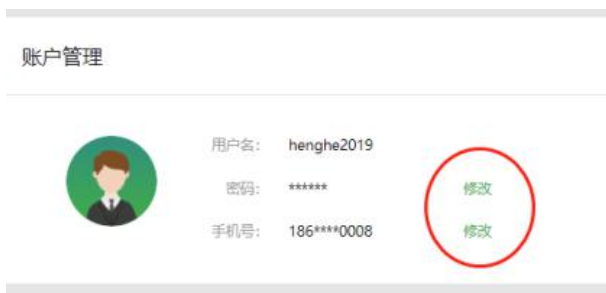 账户管理
用户名: henghe2019
密码: ****** 修改
手机号: 186****0008 修改